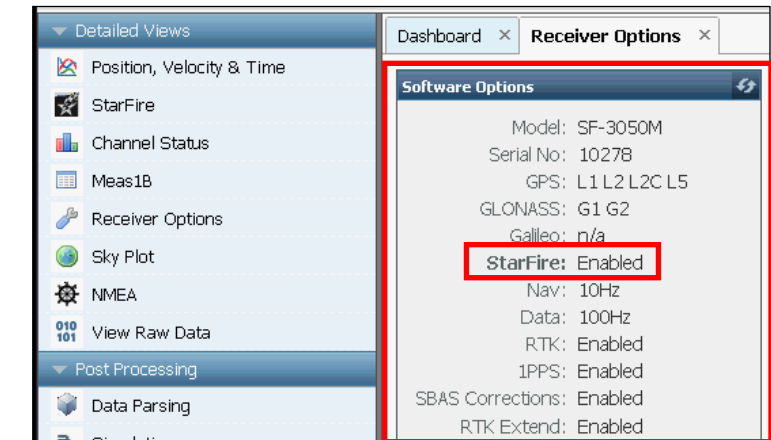 Detailed Views
Position, Velocity & Time
StarFire
Channel Status
Meas1B
Receiver Options
Sky Plot
NMEA
010
101
View Raw Data
Post Processing
Data Parsing
Dashboard ×
Receiver Options ×
Software Options
Model: SF-3050M
Serial No: 10278
GPS: L1 L2 L2C L5
GLONASS: G1 G2
Galileo: n/a
StarFire: Enabled
Nav: 10Hz
Data: 100Hz
RTK: Enabled
1PPS: Enabled
SBAS Corrections: Enabled
RTK Extend: Enabled